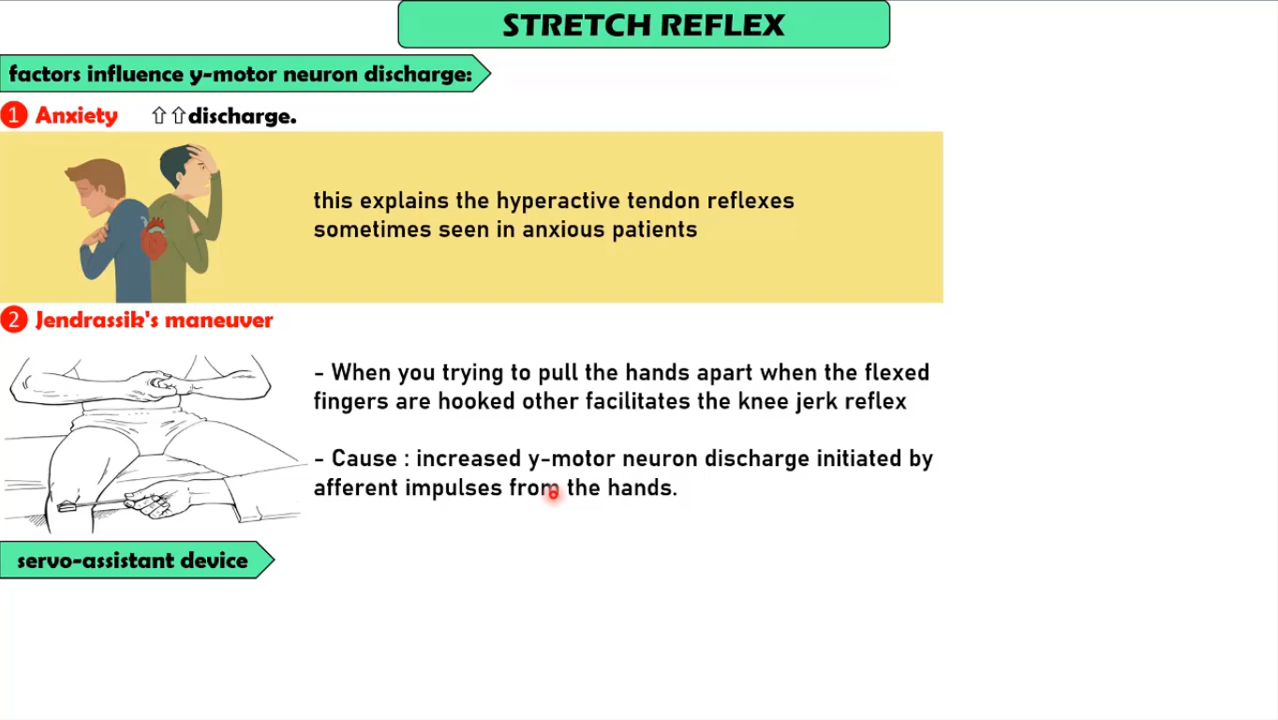 STRETCH REFLEX
factors influence y-motor neuron discharge:
1 Anxiety ⇧⇧discharge.
this explains the hyperactive tendon reflexes
sometimes seen in anxious patients
2 Jendrassik's maneuver
- When you trying to pull the hands apart when the flexed
fingers are hooked other facilitates the knee jerk reflex
- Cause : increased y-motor neuron discharge initiated by
afferent impulses from the hands.
servo-assistant device